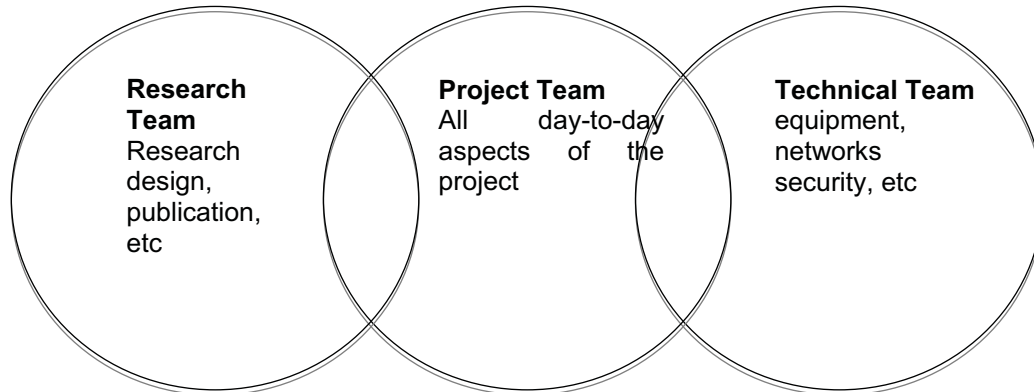 Research
Team
Research
design,
publication,
etc
Project Team
All day-to-day
aspects of the
project
Technical Team
equipment,
networks
security, etc